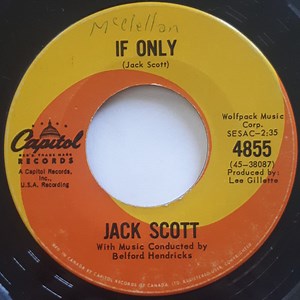 McClellan
IF ONLY
(Jack Scott)
Wolfpack Music
Corp.
SESAC-2:35
4855
(45-38087)
Produced by:
Lee Gillette
Capitol
RECORDS
A Capitol Records,
Inc.,
U.S.A. Recording
JACK SCOTT
With Music Conducted by
Belford Hendricks